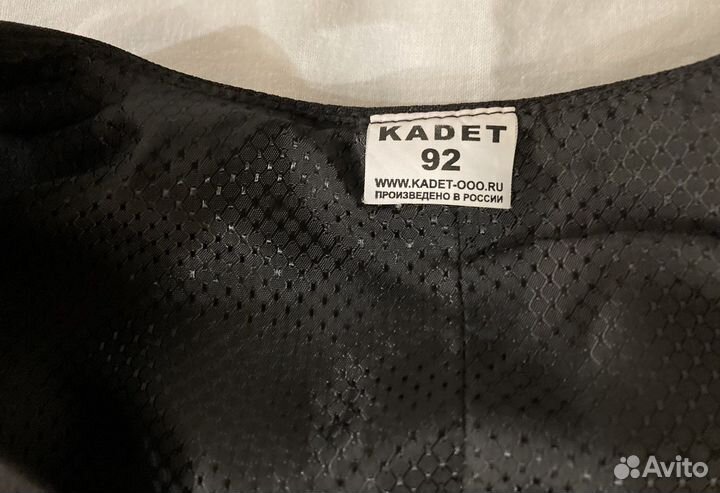 KADET
92
WWW.KADET-OOO.RU
ПРОИЗВЕДЕНО В РОССИИ
Avito